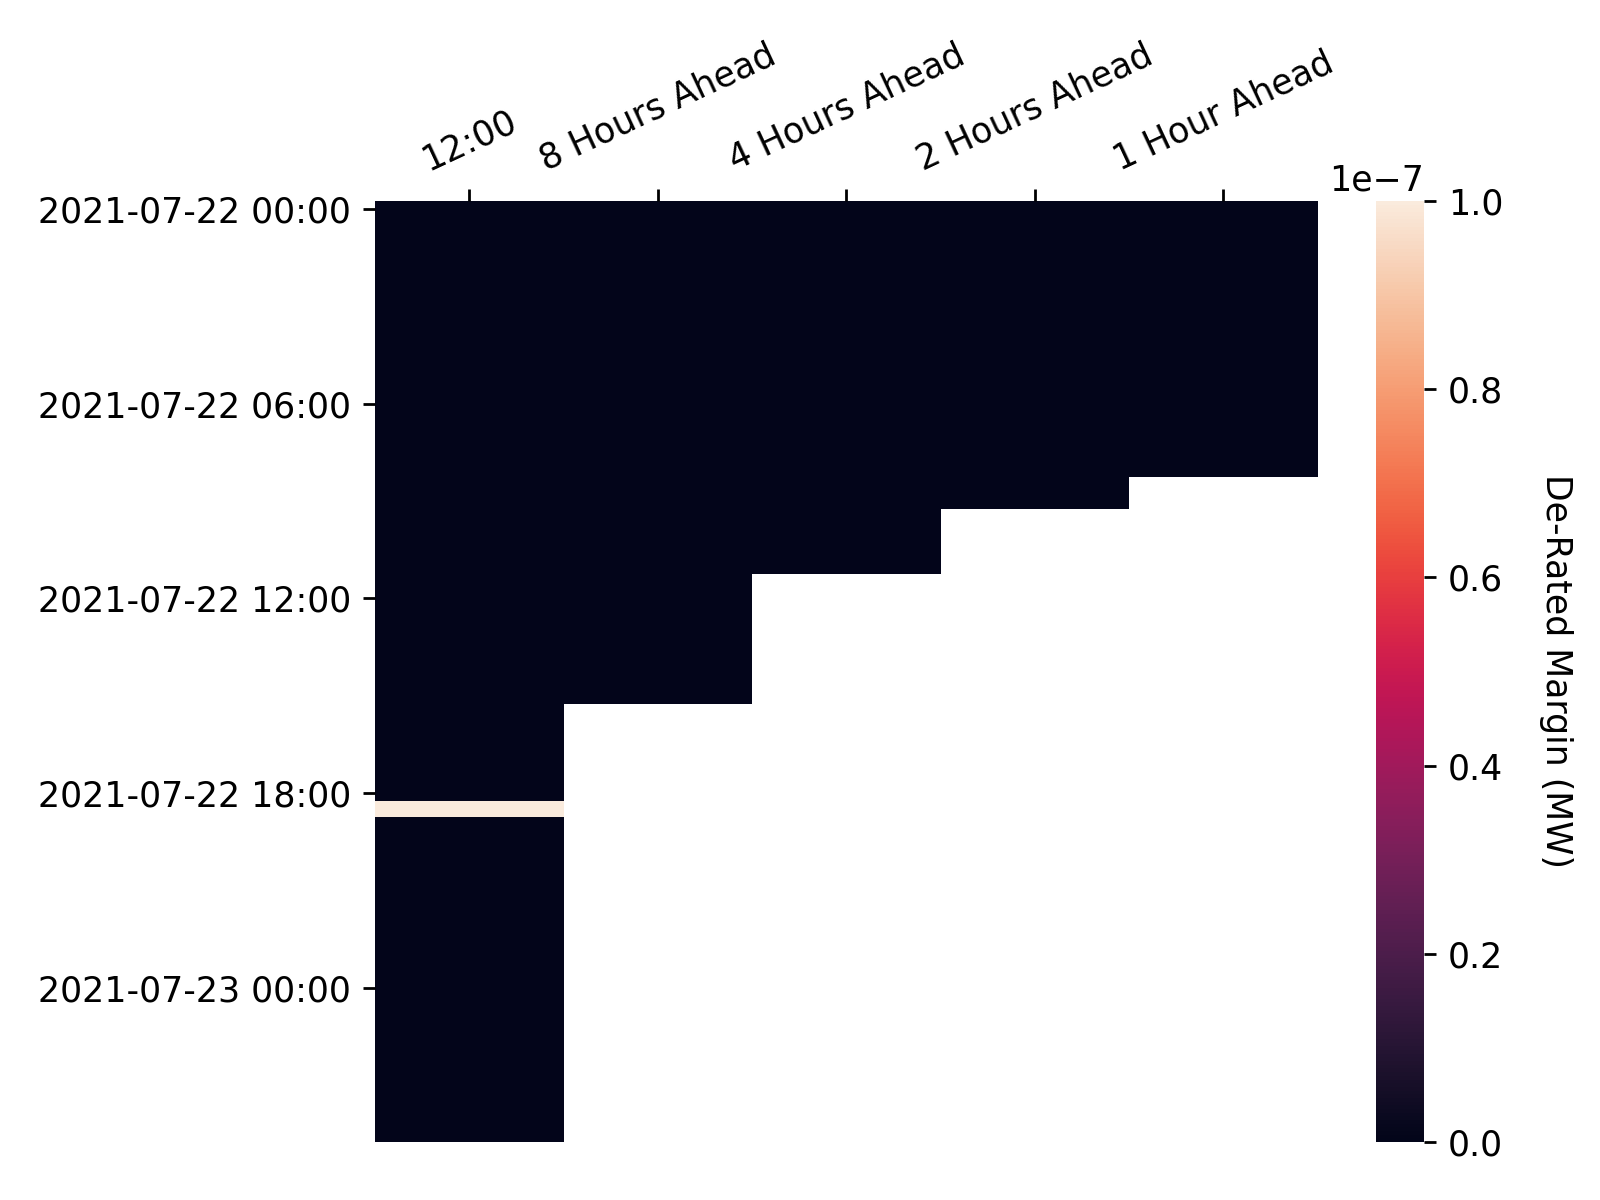 12:00
8 Hours Ahead
4 Hours Ahead
2 Hours Ahead
1 Hour Ahead
1e−7
2021-07-22 00:00
2021-07-22 06:00
2021-07-22 12:00
2021-07-22 18:00
2021-07-23 00:00
1.0
0.8
0.6
0.4
0.2
0.0
De-Rated Margin (MW)